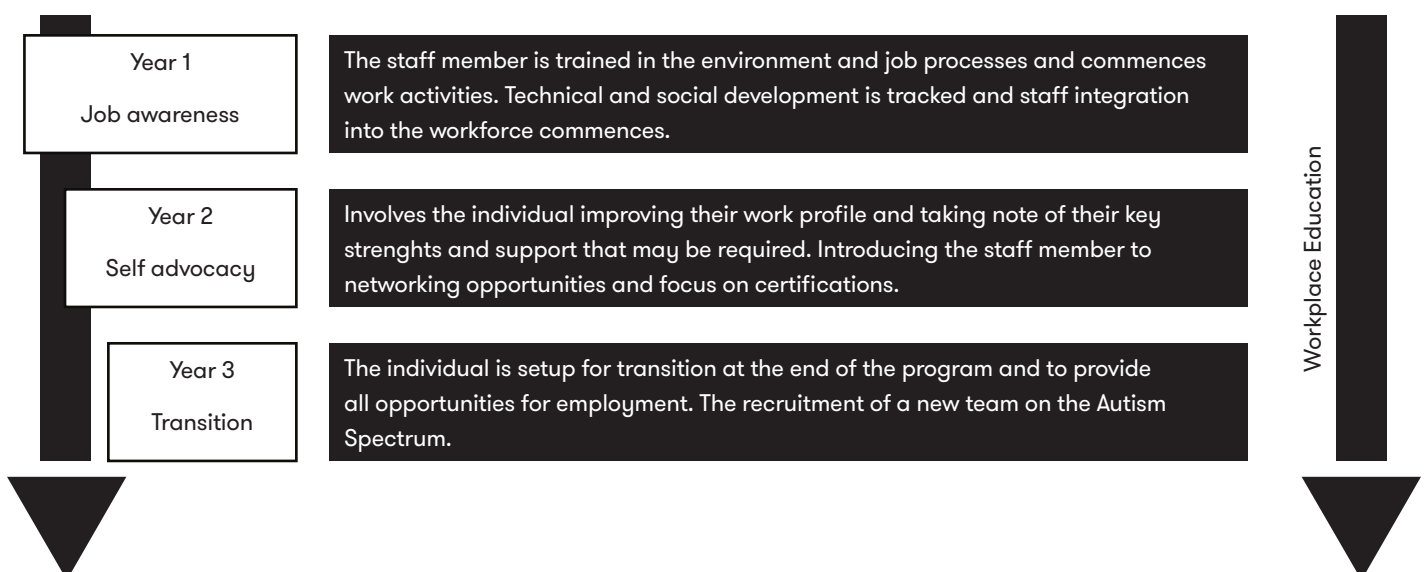 Year 1
Job awareness
The staff member is trained in the environment and job processes and commences
work activities. Technical and social development is tracked and staff integration
into the workforce commences.
Year 2
Self advocacy
Involves the individual improving their work profile and taking note of their key
strenghts and support that may be required. Introducing the staff member to
networking opportunities and focus on certifications.
Year 3
Transition
The individual is setup for transition at the end of the program and to provide
all opportunities for employment. The recruitment of a new team on the Autism
Spectrum.
Workplace Education